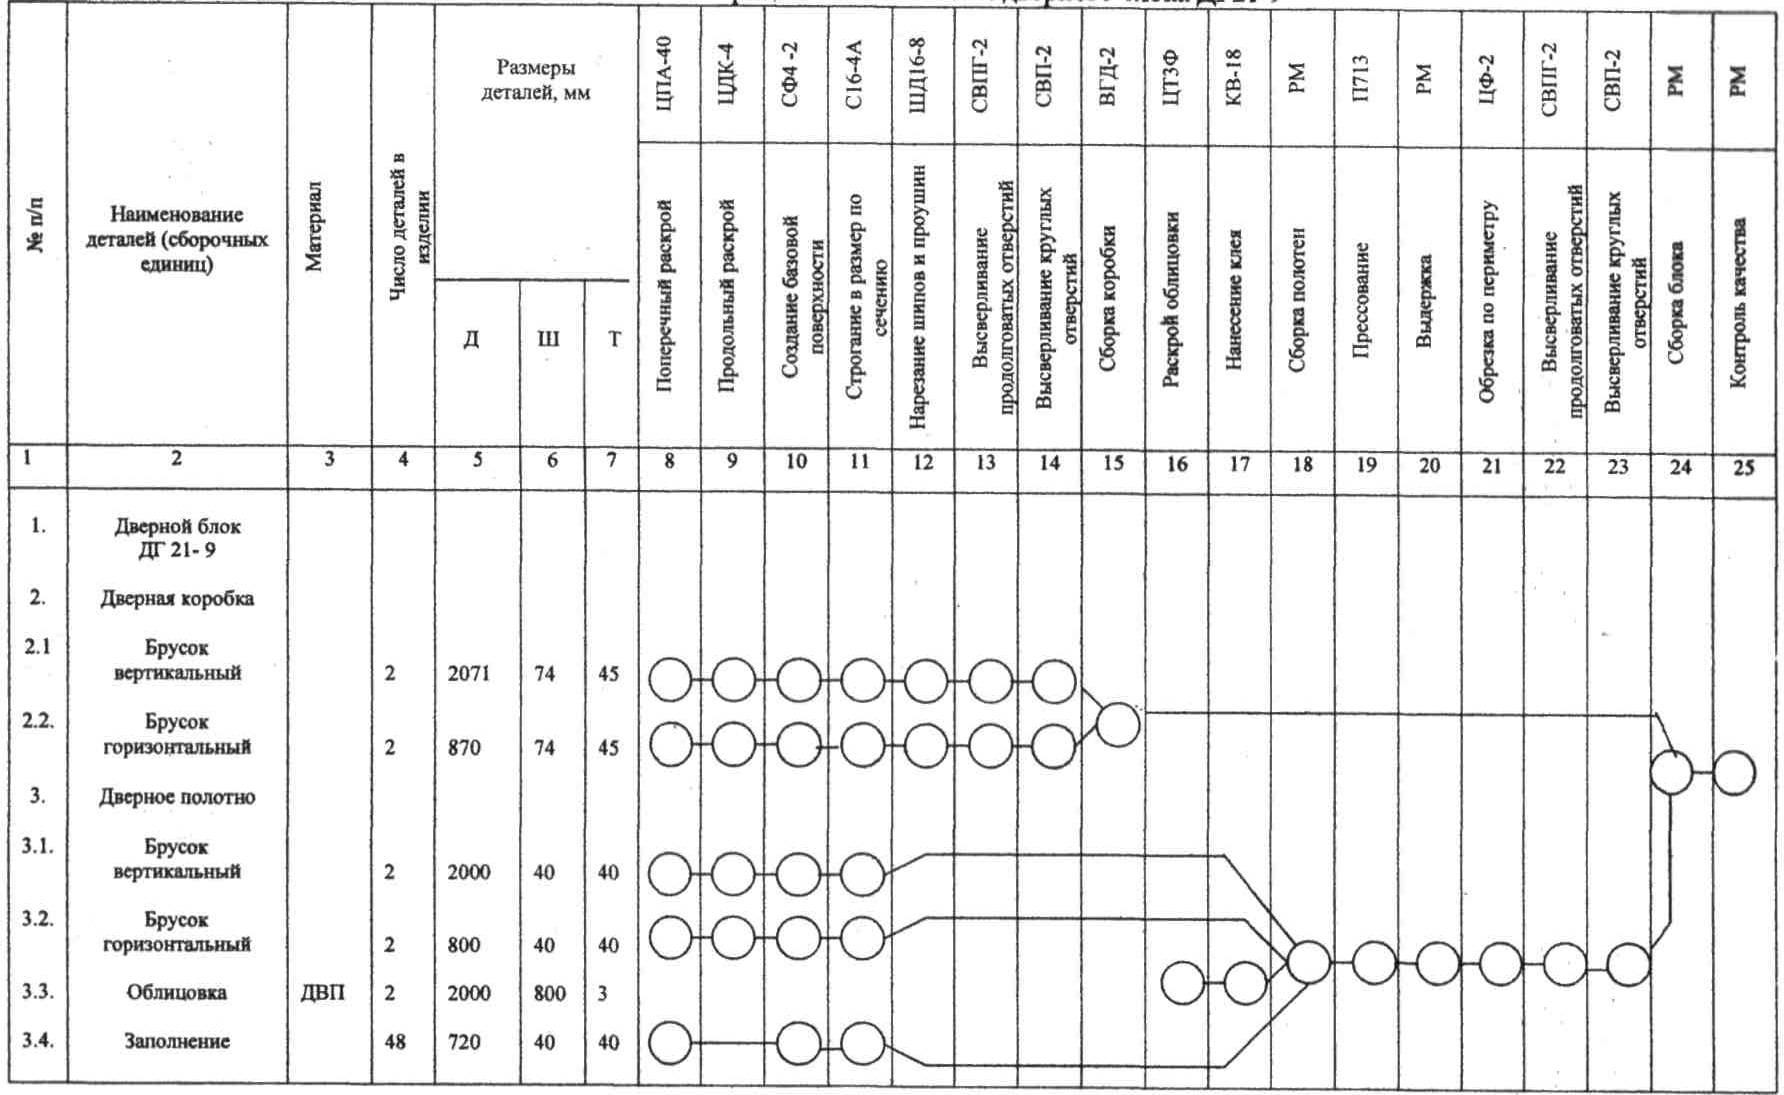 ДГ 21-9
№ п/п
Наименование
деталей (сборочных
единиц)
Материал
Число деталей в
изделии
Размеры
деталей, мм
Д Ш Т
ЦПА-40
ЦДК-4
СФ4-2
С16-4А
ШД16-8
СВПГ-2
СВП-2
ВГД-2
ЦТ3Ф
КВ-18
РМ
П713
РМ
ЦФ-2
СВПГ-2
СВП-2
РМ
РМ
Поперечный раскрой
Продольный раскрой
Создание базовой
поверхности
Строгание в размер по
сечению
Нарезание шипов и проушин
Высверливание
продолговатых отверстий
Высверливание круглых
отверстий
Сборка коробки
Раскрой облицовки
Нанесение клея
Сборка полотен
Прессование
Выдержка
Обрезка по периметру
Высверливание
продолговатых отверстий
Высверливание круглых
отверстий
Сборка блока
Контроль качества
1 2 3 4 5 6 7 8 9 10 11 12 13 14 15 16 17 18 19 20 21 22 23 24 25
1. Дверной блок
ДГ 21- 9
2. Дверная коробка
2.1 Брусок
вертикальный 2 2071 74 45
2.2. Брусок
горизонтальный 2 870 74 45
3. Дверное полотно
3.1. Брусок
вертикальный 2 2000 40 40
3.2. Брусок
горизонтальный 2 800 40 40
3.3. Облицовка ДВП 2 2000 800 3
3.4. Заполнение 48 720 40 40